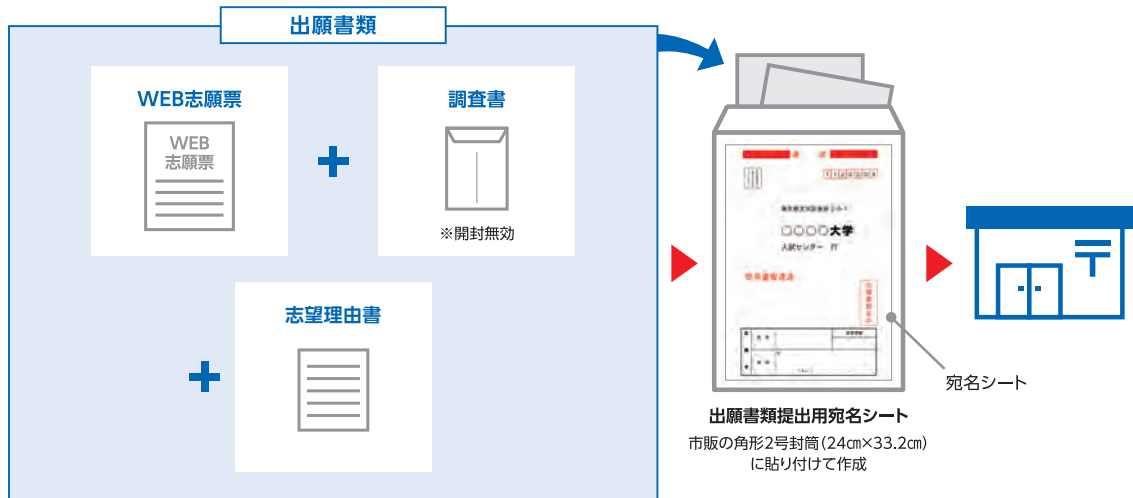 出願書類
WEB志願票
WEB
志願票
調査書
※開封無効
志望理由書
速 達
□□□□大学
入試センター 行
宛名シート
出願書類提出用宛名シート
市販の角形2号封筒(24㎝×33.2㎝)
に貼り付けて作成